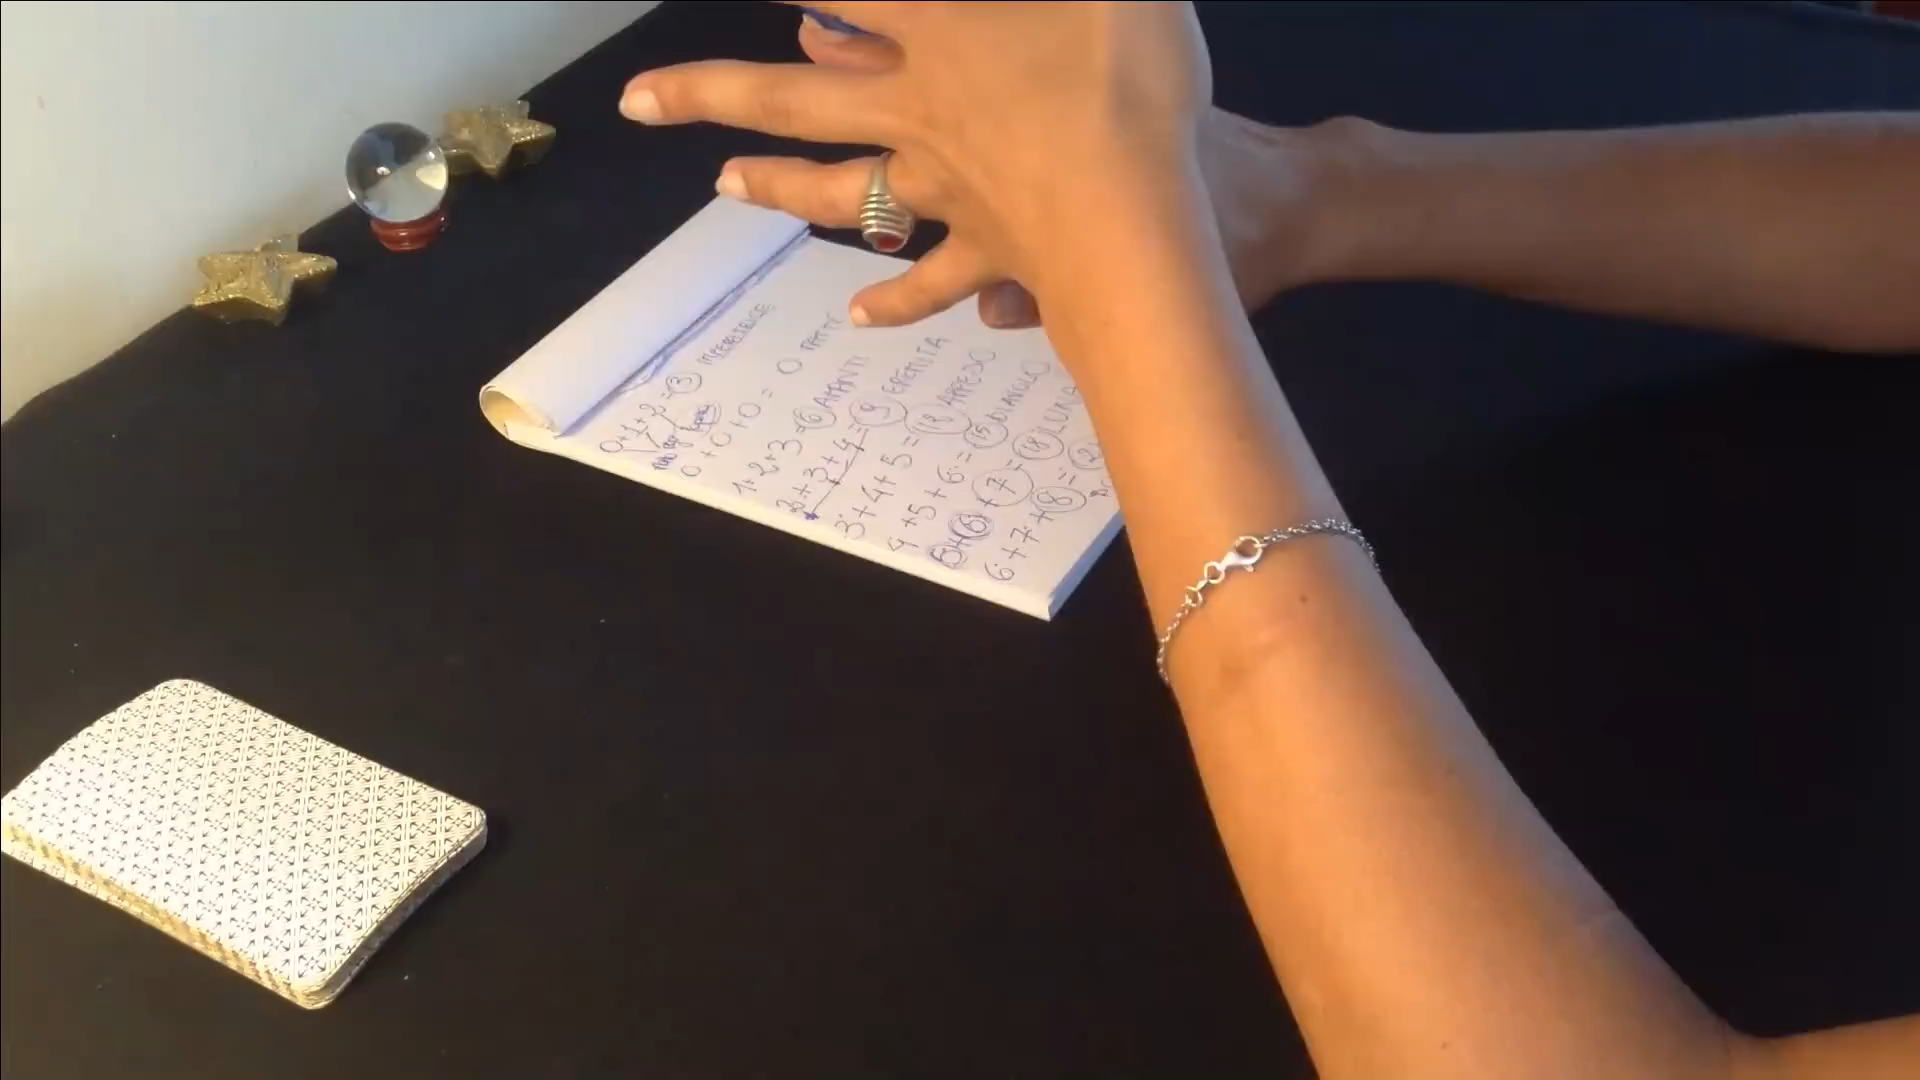 0+1+2=3 IMPERATRICE
0+0+0= 0 MATTO
1+2+3=6 AMANTI
2+3+4=9 EREMITA
3+4+5=12 APPESO
4+5+6=15 DIAVOLO
5+6+7=18 LUNA
6+7+8=2